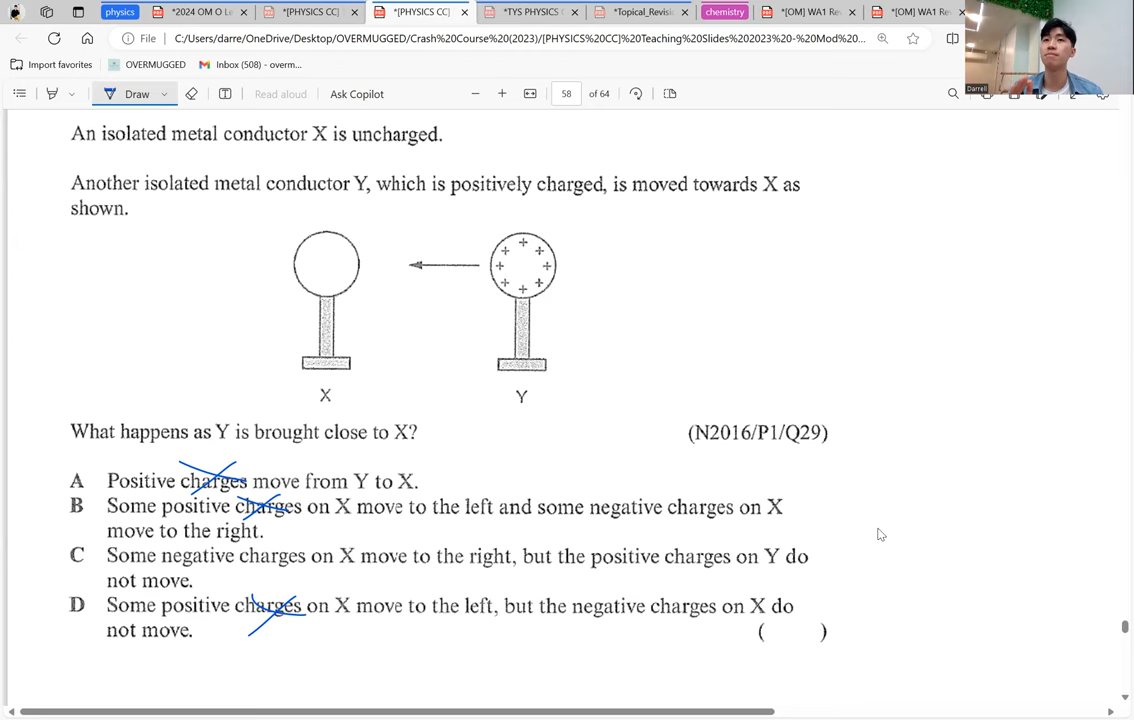 physics
*2024 OM O Le
*[PHYSICS CC]
*[PHYSICS CC]
*TYS PHYSICS
*Topical_Revisi
chemistry
*[OM] WA1 Rev
*[OM] WA1 Rev
File
C:/Users/darre/OneDrive/Desktop/OVERMUGGED/Crash%20Course%20(2023)/[PHYSICS%20CC]%20Teaching%20Slides%202023%20-%20Mod%20...
Import favorites
OVERMUGGED
Inbox (508) - overm...
Draw
Read aloud
Ask Copilot
58
of 64
Darrell
An isolated metal conductor X is uncharged.
Another isolated metal conductor Y, which is positively charged, is moved towards X as
shown.
+ + + + + + + +
X
Y
What happens as Y is brought close to X?
(N2016/P1/Q29)
A Positive charges move from Y to X.
B Some positive charges on X move to the left and some negative charges on X
move to the right.
C Some negative charges on X move to the right, but the positive charges on Y do
not move.
D Some positive charges on X move to the left, but the negative charges on X do
not move.
( )